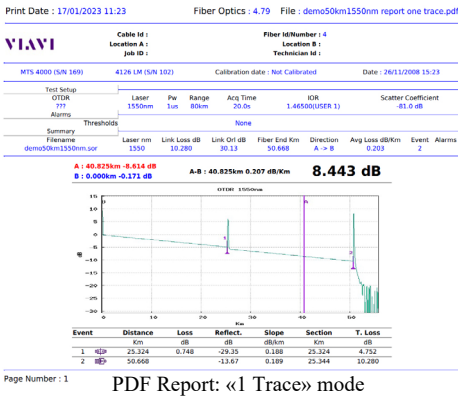 Print Date : 17/01/2023 11:23 Fiber Optics : 4.79 File : demo50km1550nm report one trace.pdf
VIAVI
Cable Id : Fiber Id/Number : 4
Location A : Location B :
Job ID : Technician Id :
MTS 4000 (S/N 169) 4126 LM (S/N 102) Calibration date : Not Calibrated Date : 26/11/2008 15:23
Test Setup
OTDR Laser Pw Range Acq Time IOR Scatter Coefficient
??? 1550nm 1us 80km 20.0s 1.46500(USER 1) -81.0 dB
Alarms
Thresholds None
Summary
Filename Laser nm Link Loss dB Link Orl dB Fiber End Km Direction Avg Loss dB/Km Event Alarms
demo50km1550nm.sor 1550 10.280 30.13 50.668 A -> B 0.203 2
A : 40.825km -8.614 dB
B : 0.000km -0.171 dB
A-B : 40.825km 0.207 dB/Km 8.443 dB
OTDR 1550nm
15
10
5
0
-5
-10
-15
-20
-25
-30
dB
A
1
2
0 10 20 30 40 50
Km
Event Distance Loss Reflect. Slope Section T. Loss
Km dB dB dB/km Km dB
1 25.324 0.748 -29.35 0.188 25.324 4.752
2 50.668 -13.67 0.189 25.344 10.280
Page Number : 1
PDF Report: «1 Trace» mode